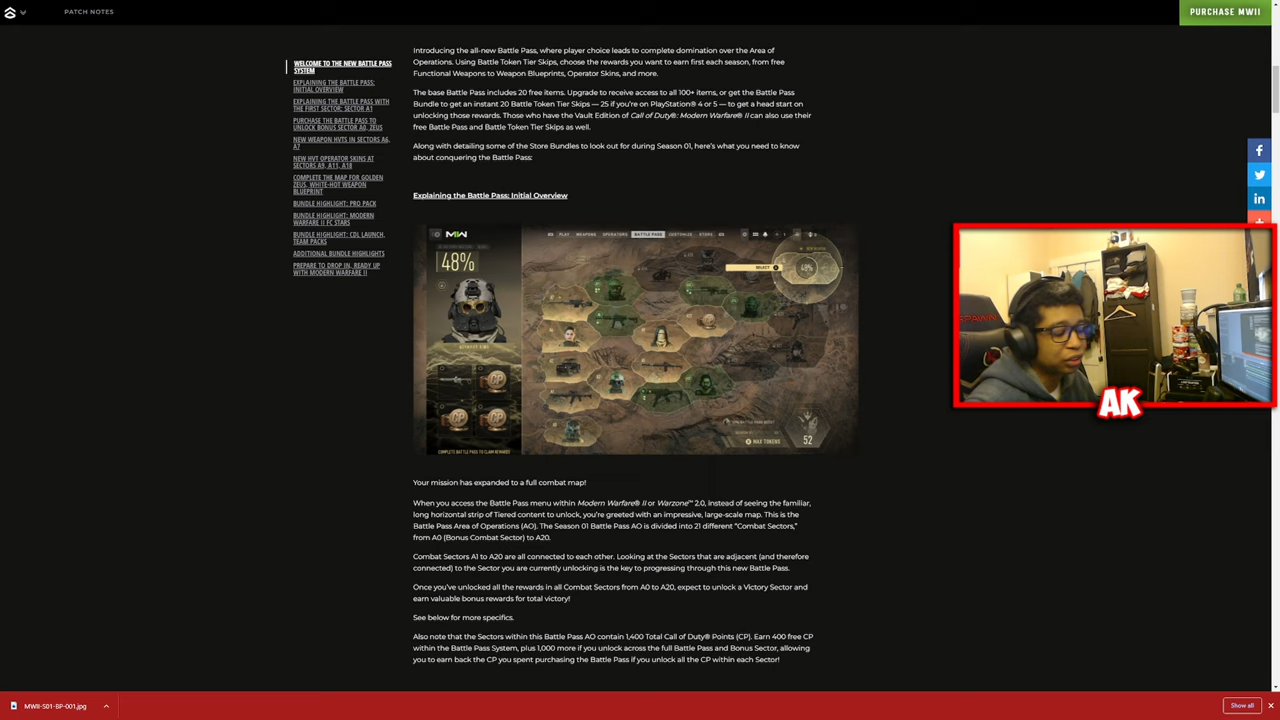 PATCH NOTES
PURCHASE MWII
WELCOME TO THE NEW BATTLE PASS
SYSTEM
EXPLAINING THE BATTLE PASS:
INITIAL OVERVIEW
EXPLAINING THE BATTLE PASS WITH
THE FIRST SECTOR: SECTOR A1
PURCHASE THE BATTLE PASS TO
UNLOCK BONUS SECTOR A0, ZEUS
NEW WEAPON HVTS IN SECTORS A6,
A7
NEW HVT OPERATOR SKINS AT
SECTORS A9, A11, A18
COMPLETE THE MAP FOR GOLDEN
ZEUS, WHITE-HOT WEAPON
BLUEPRINT
BUNDLE HIGHLIGHT: PRO PACK
BUNDLE HIGHLIGHT: MODERN
WARFARE II FC STARS
BUNDLE HIGHLIGHT: CDL LAUNCH,
TEAM PACKS
ADDITIONAL BUNDLE HIGHLIGHTS
PREPARE TO DROP IN, READY UP
WITH MODERN WARFARE II
Introducing the all-new Battle Pass, where player choice leads to complete domination over the Area of
Operations. Using Battle Token Tier Skips, choose the rewards you want to earn first each season, from free
Functional Weapons to Weapon Blueprints, Operator Skins, and more.
The base Battle Pass includes 20 free items. Upgrade to receive access to all 100+ items, or get the Battle Pass
Bundle to get an instant 20 Battle Token Tier Skips — 25 if you're on PlayStation® 4 or 5 — to get a head start on
unlocking those rewards. Those who have the Vault Edition of Call of Duty®: Modern Warfare® II can also use their
free Battle Pass and Battle Token Tier Skips as well.
Along with detailing some of the Store Bundles to look out for during Season 01, here's what you need to know
about conquering the Battle Pass:
Explaining the Battle Pass: Initial Overview
MWII
PLAY WEAPONS OPERATORS BATTLE PASS CUSTOMIZE STORE
48%
SELECT
48%
CP
CP
CP
COMPLETE BATTLE PASS TO CLAIM REWARDS
MAX TOKENS
52
SPAWN
AK
Your mission has expanded to a full combat map!
When you access the Battle Pass menu within Modern Warfare® II or Warzone™ 2.0, instead of seeing the familiar,
long horizontal strip of Tiered content to unlock, you're greeted with an impressive, large-scale map. This is the
Battle Pass Area of Operations (AO). The Season 01 Battle Pass AO is divided into 21 different "Combat Sectors,"
from A0 (Bonus Combat Sector) to A20.
Combat Sectors A1 to A20 are all connected to each other. Looking at the Sectors that are adjacent (and therefore
connected) to the Sector you are currently unlocking is the key to progressing through this new Battle Pass.
Once you've unlocked all the rewards in all Combat Sectors from A0 to A20, expect to unlock a Victory Sector and
earn valuable bonus rewards for total victory!
See below for more specifics.
Also note that the Sectors within this Battle Pass AO contain 1,400 Total Call of Duty® Points (CP). Earn 400 free CP
within the Battle Pass System, plus 1,000 more if you unlock across the full Battle Pass and Bonus Sector, allowing
you to earn back the CP you spent purchasing the Battle Pass if you unlock all the CP within each Sector!
MWII-S01-BP-001.jpg
Show all